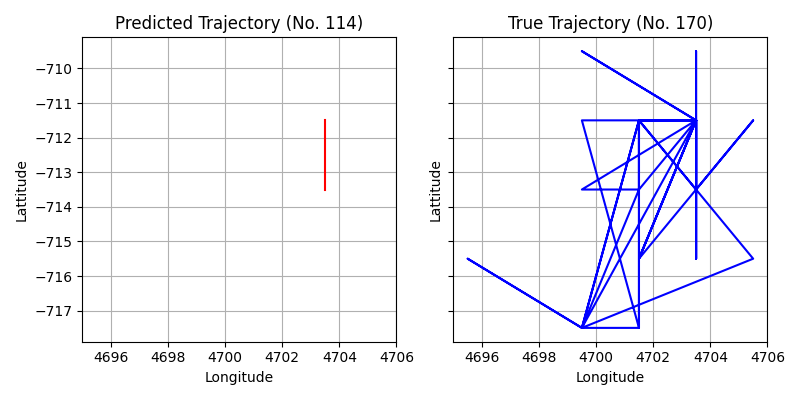 Predicted Trajectory (No. 114)
−710
−711
−712
−713
−714
−715
−716
−717
Lattitude
4696 4698 4700 4702 4704 4706
Longitude
True Trajectory (No. 170)
Lattitude
4696 4698 4700 4702 4704 4706
Longitude